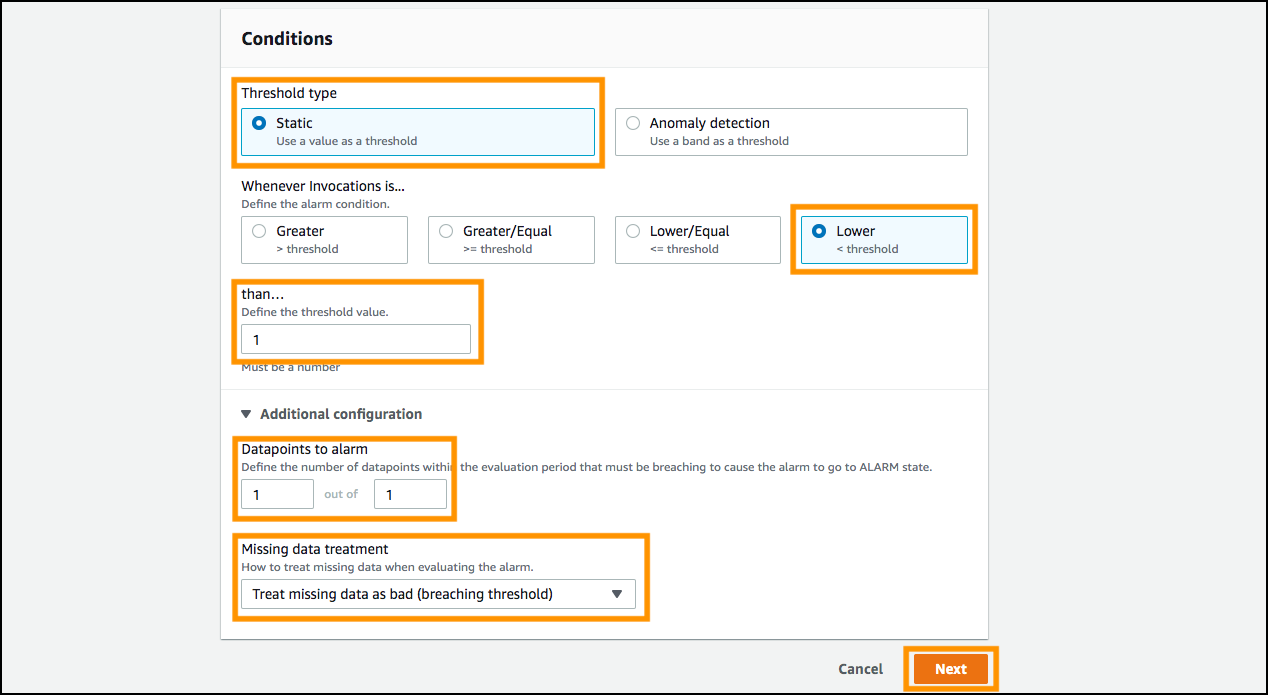 Conditions
Threshold type
Static
Use a value as a threshold
Anomaly detection
Use a band as a threshold
Whenever Invocations is...
Define the alarm condition.
Greater
> threshold
Greater/Equal
>= threshold
Lower/Equal
<= threshold
Lower
< threshold
than...
Define the threshold value.
1
Must be a number
Additional configuration
Datapoints to alarm
Define the number of datapoints within the evaluation period that must be breaching to cause the alarm to go to ALARM state.
1 out of 1
Missing data treatment
How to treat missing data when evaluating the alarm.
Treat missing data as bad (breaching threshold)
Cancel Next